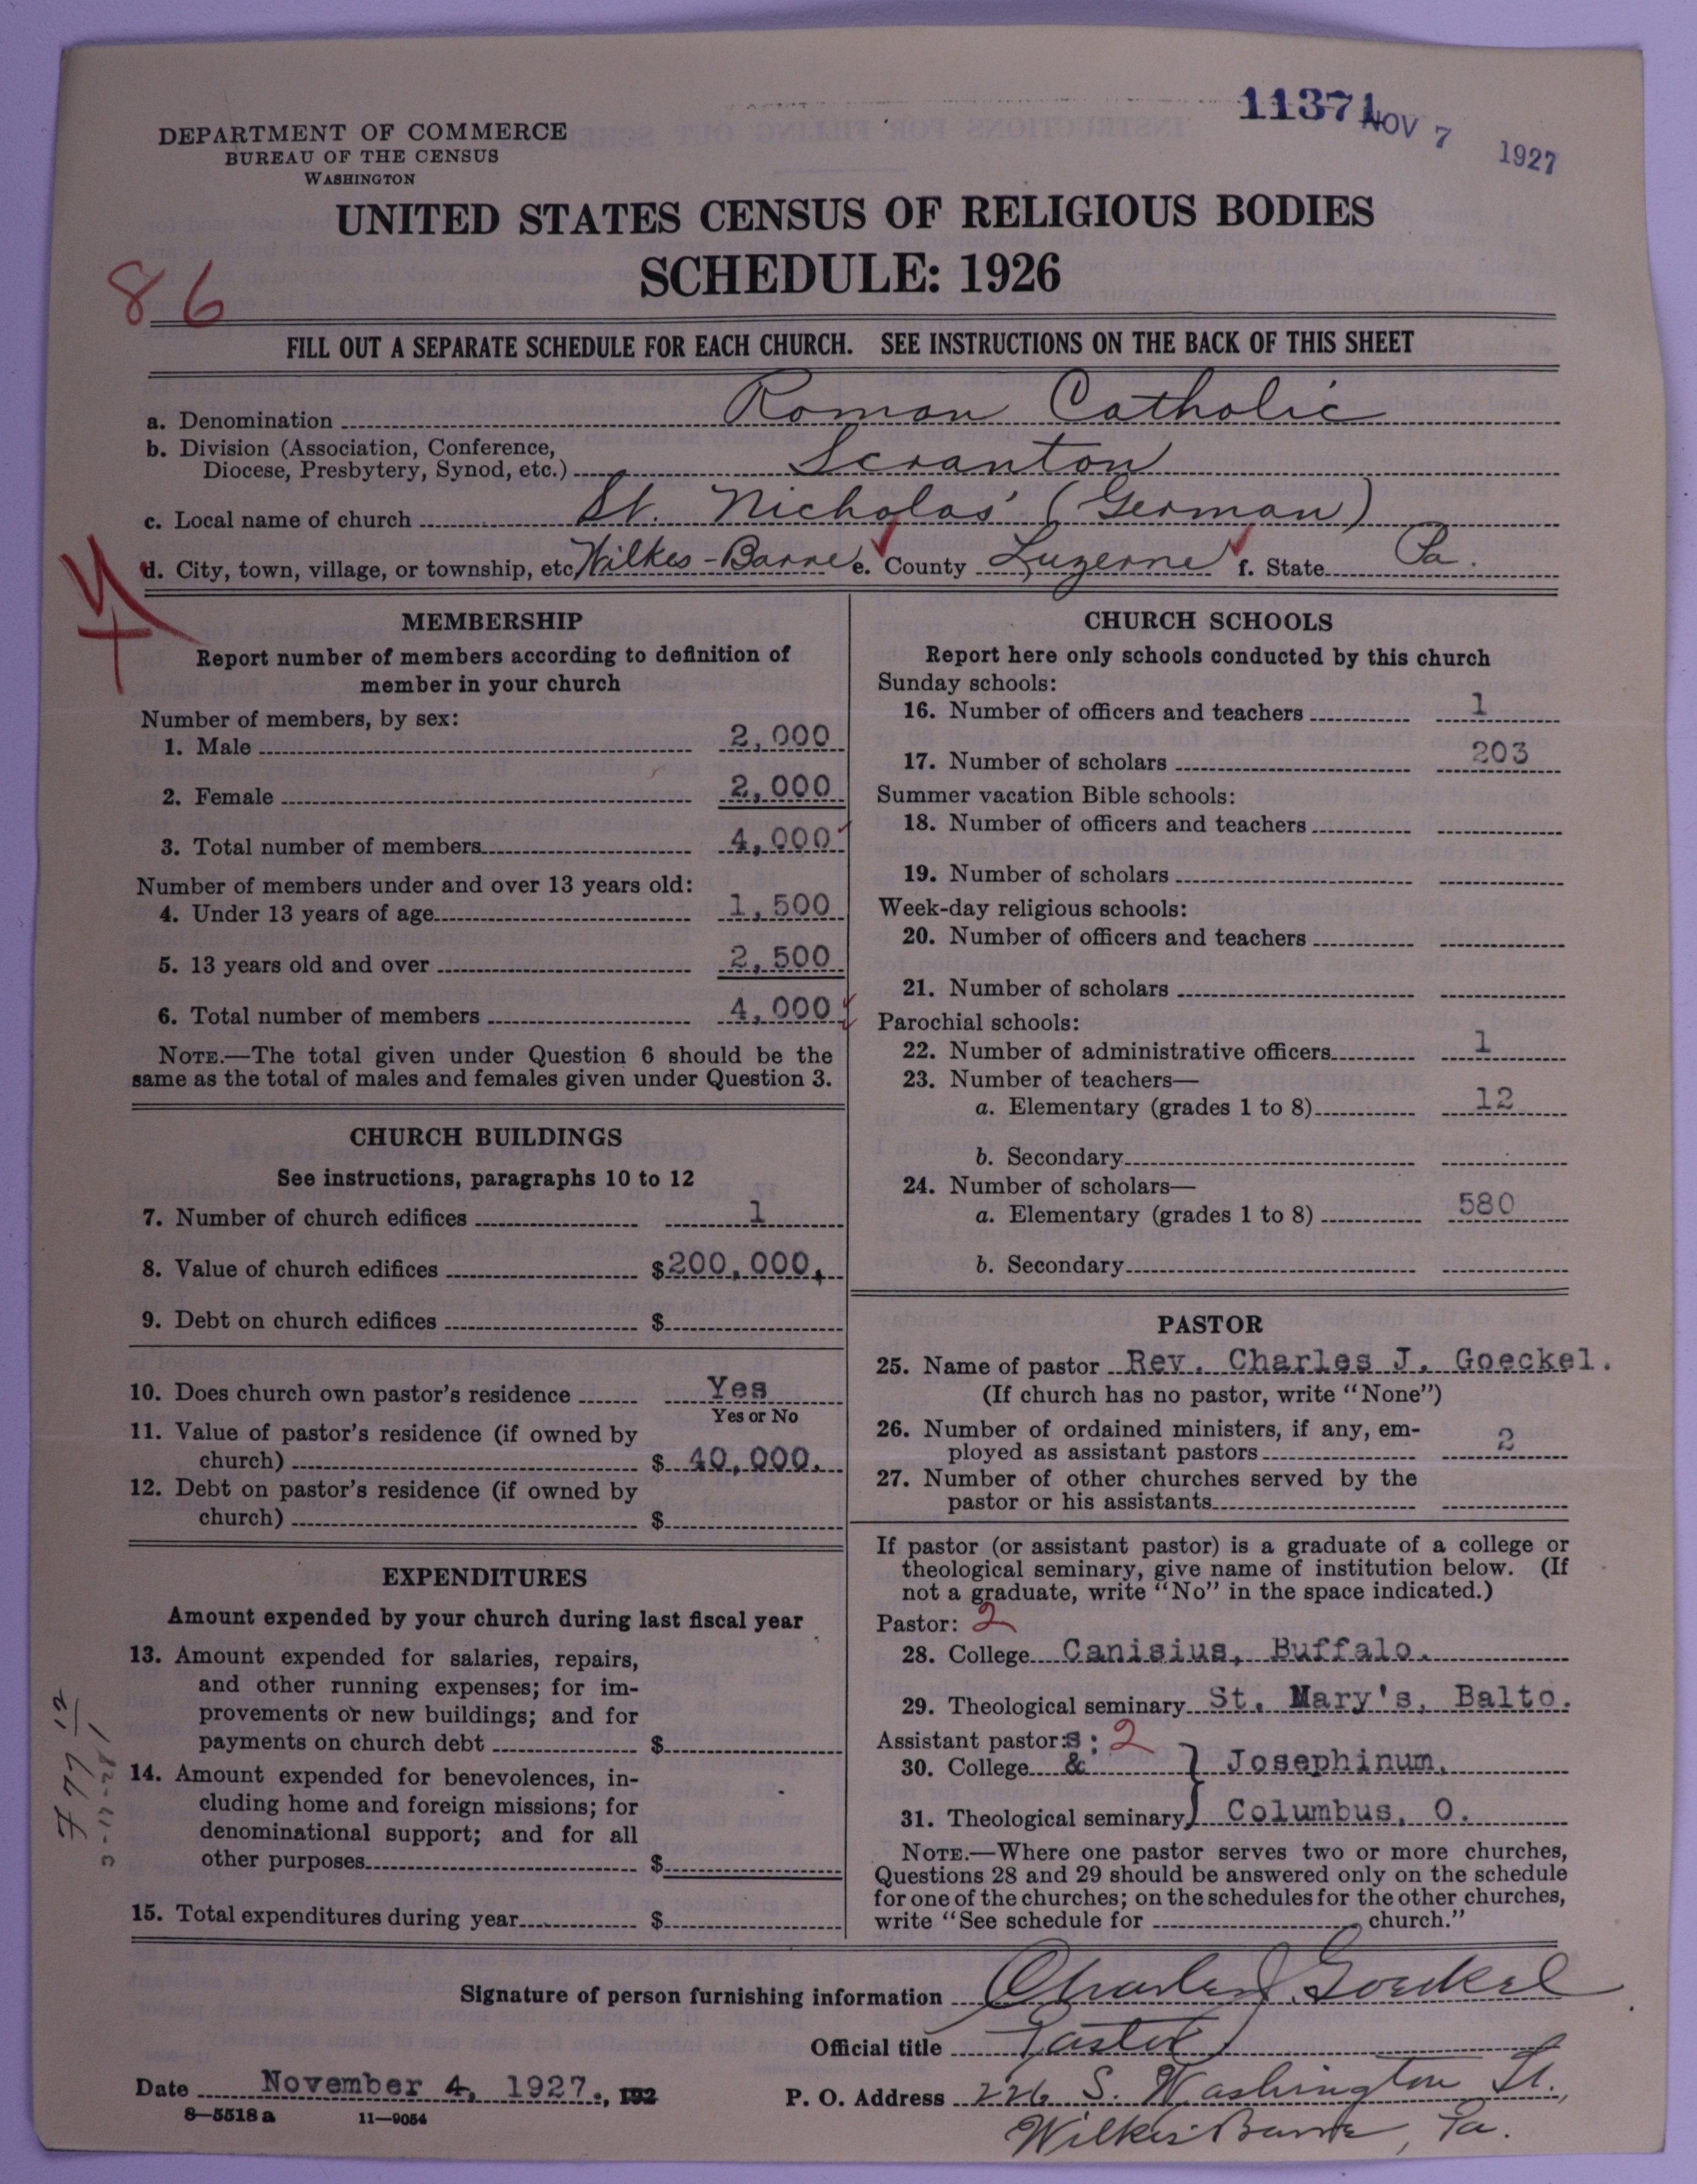 11371 NOV 7 1927
DEPARTMENT OF COMMERCE
BUREAU OF THE CENSUS
WASHINGTON
UNITED STATES CENSUS OF RELIGIOUS BODIES
SCHEDULE: 1926
86
FILL OUT A SEPARATE SCHEDULE FOR EACH CHURCH. SEE INSTRUCTIONS ON THE BACK OF THIS SHEET
a. Denomination Roman Catholic
b. Division (Association, Conference,
Diocese, Presbytery, Synod, etc.) Scranton
c. Local name of church St. Nicholas' (German)
d. City, town, village, or township, etc Wilkes-Barre e. County Luzerne f. State Pa.
MEMBERSHIP
Report number of members according to definition of
member in your church
Number of members, by sex:
1. Male 2,000
2. Female 2,000
3. Total number of members 4,000
Number of members under and over 13 years old:
4. Under 13 years of age 1,500
5. 13 years old and over 2,500
6. Total number of members 4,000
NOTE.—The total given under Question 6 should be the
same as the total of males and females given under Question 3.
CHURCH BUILDINGS
See instructions, paragraphs 10 to 12
7. Number of church edifices 1
8. Value of church edifices $200,000.
9. Debt on church edifices $
10. Does church own pastor's residence Yes
Yes or No
11. Value of pastor's residence (if owned by
church) $ 40,000.
12. Debt on pastor's residence (if owned by
church) $
EXPENDITURES
Amount expended by your church during last fiscal year
13. Amount expended for salaries, repairs,
and other running expenses; for im-
provements or new buildings; and for
payments on church debt $
14. Amount expended for benevolences, in-
cluding home and foreign missions; for
denominational support; and for all
other purposes $
15. Total expenditures during year $
CHURCH SCHOOLS
Report here only schools conducted by this church
Sunday schools:
16. Number of officers and teachers 1
17. Number of scholars 203
Summer vacation Bible schools:
18. Number of officers and teachers
19. Number of scholars
Week-day religious schools:
20. Number of officers and teachers
21. Number of scholars
Parochial schools:
22. Number of administrative officers 1
23. Number of teachers—
a. Elementary (grades 1 to 8) 12
b. Secondary
24. Number of scholars—
a. Elementary (grades 1 to 8) 580
b. Secondary
PASTOR
25. Name of pastor Rev. Charles J. Goeckel.
(If church has no pastor, write "None")
26. Number of ordained ministers, if any, em-
ployed as assistant pastors 2
27. Number of other churches served by the
pastor or his assistants
If pastor (or assistant pastor) is a graduate of a college or
theological seminary, give name of institution below. (If
not a graduate, write "No" in the space indicated.)
Pastor: 2
28. College Canisius, Buffalo.
29. Theological seminary St. Mary's, Balto.
Assistant pastor:s: 2
30. College & } Josephinum,
31. Theological seminary } Columbus, O.
NOTE.—Where one pastor serves two or more churches,
Questions 28 and 29 should be answered only on the schedule
for one of the churches; on the schedules for the other churches,
write "See schedule for church."
Signature of person furnishing information Charles J. Goeckel
Official title Pastor
Date November 4, 1927., 192
P. O. Address 226 S. Washington St.,
Wilkes-Barre, Pa.
8—5518 a 11—9054